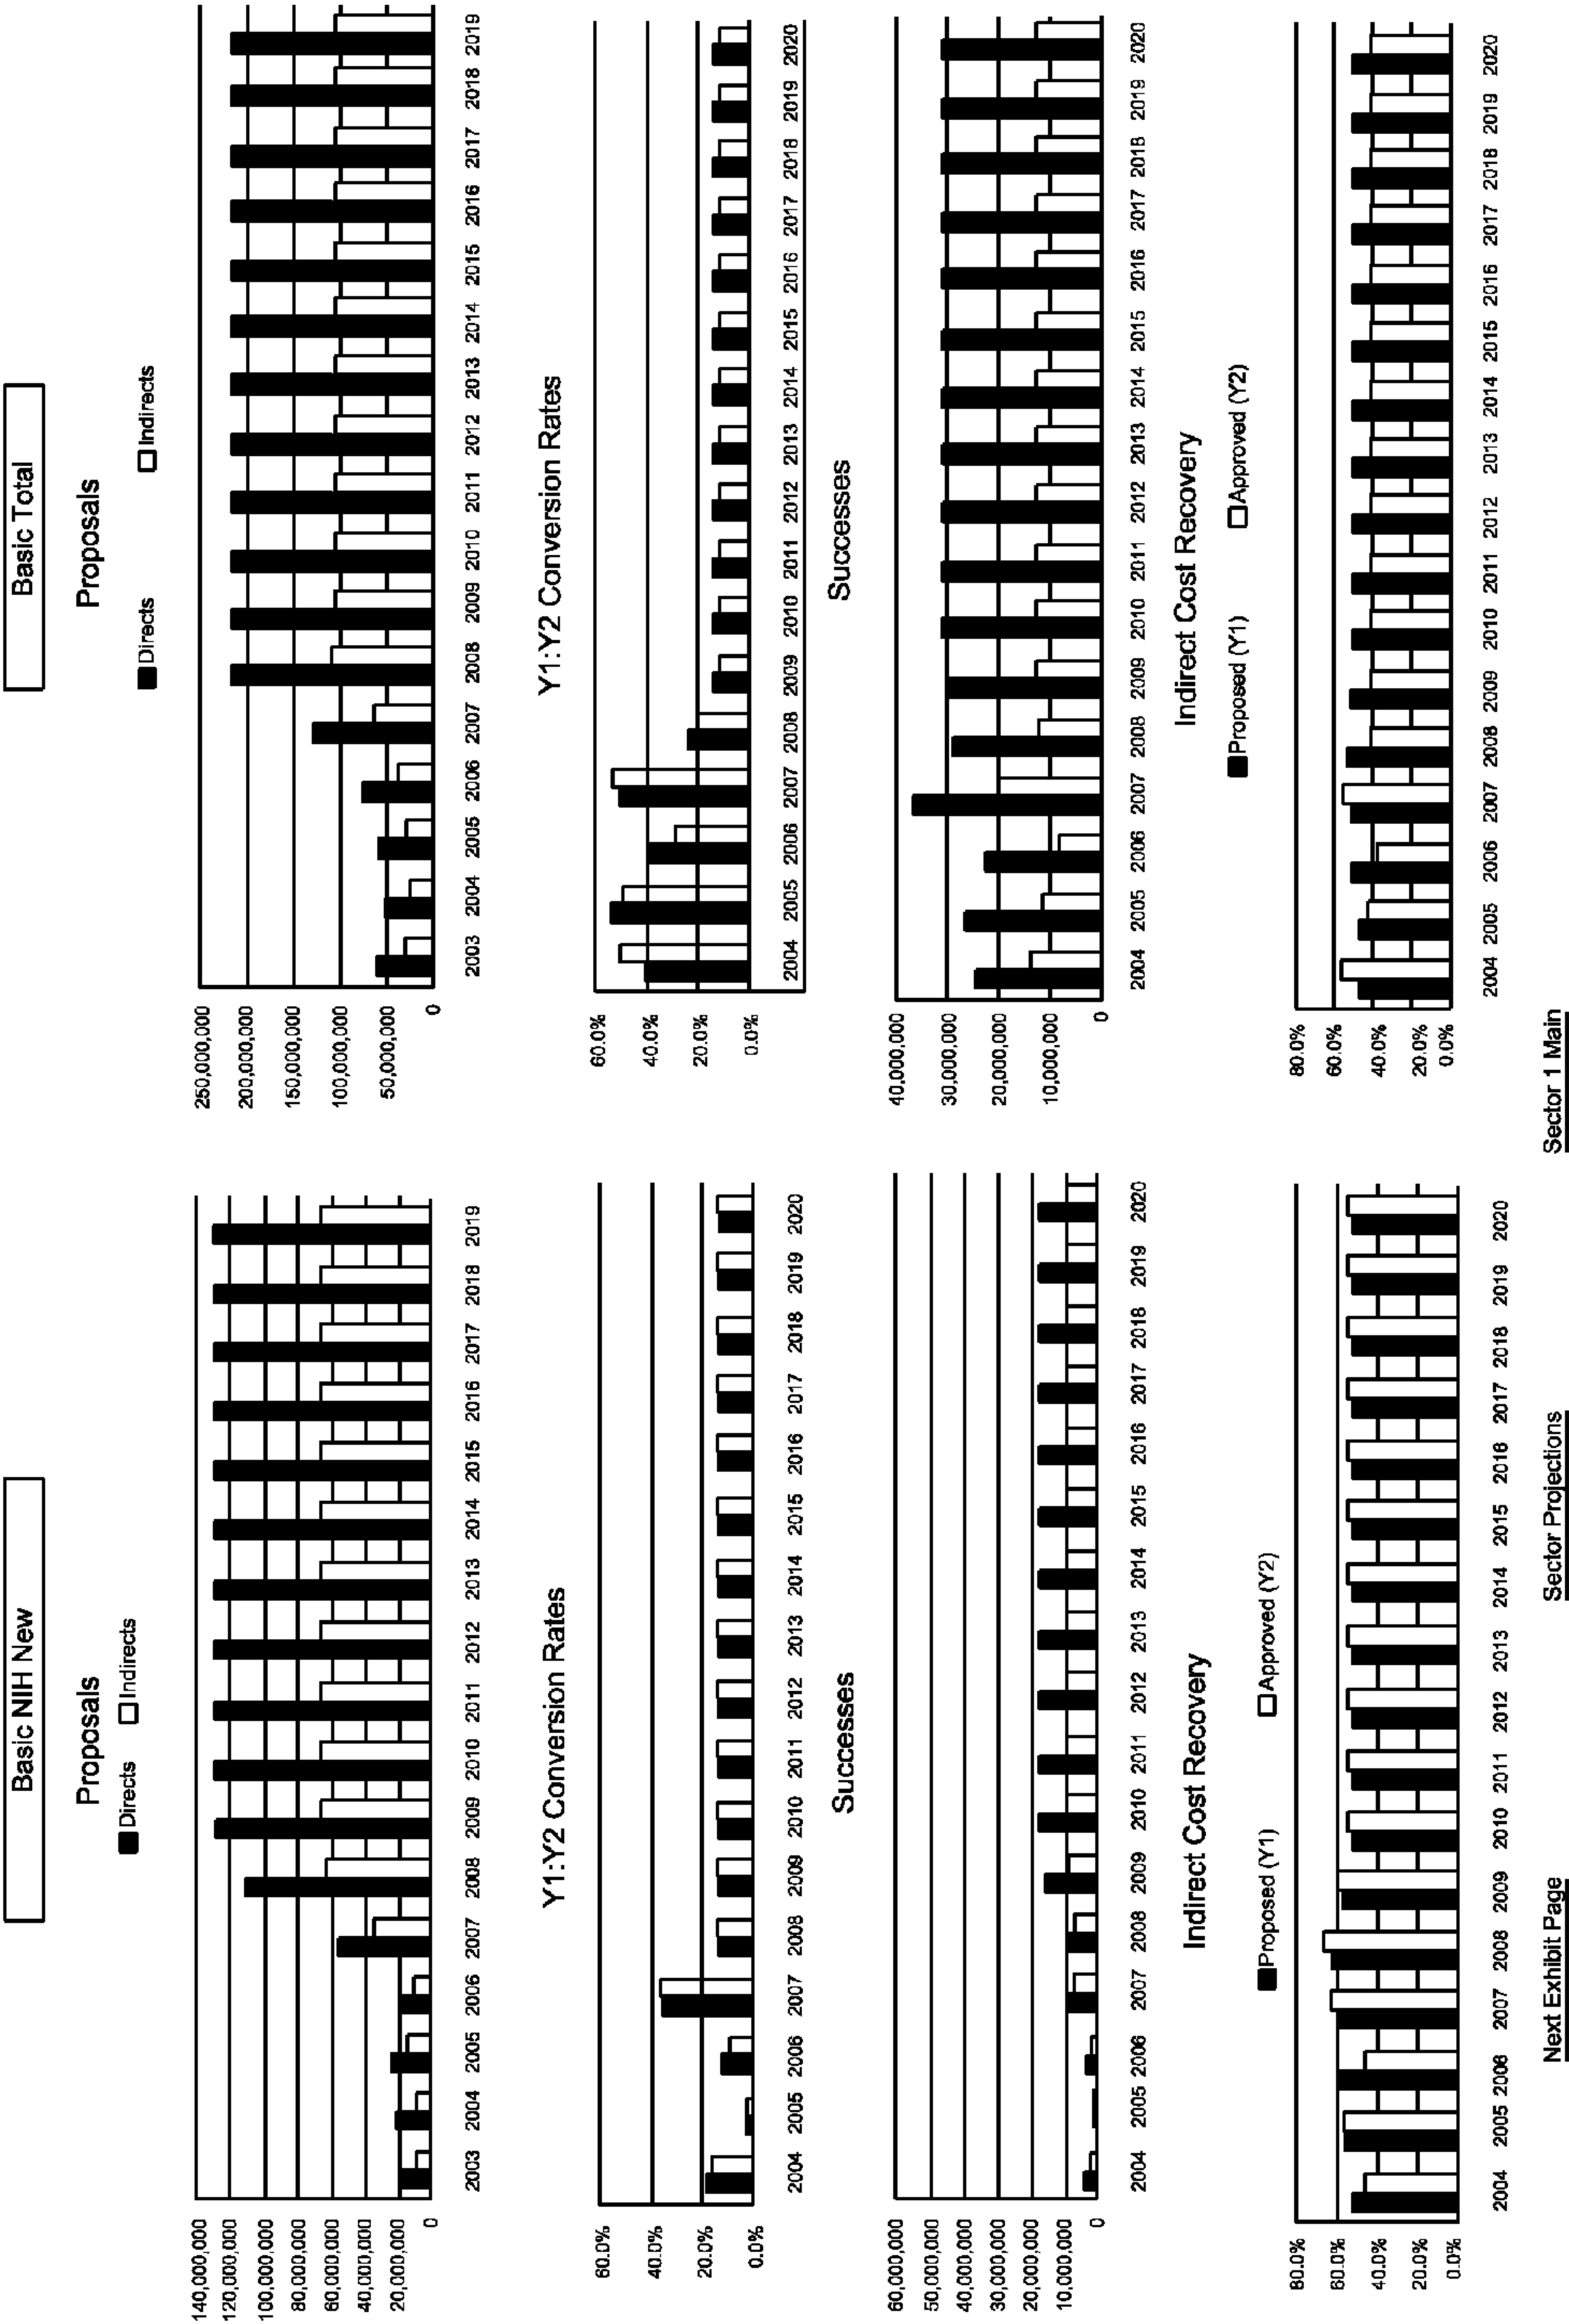 Basic NIH New
Proposals
Directs Indirects
140,000,000
120,000,000
100,000,000
80,000,000
60,000,000
40,000,000
20,000,000
0
2003 2004 2005 2006 2007 2008 2009 2010 2011 2012 2013 2014 2015 2016 2017 2018 2019
Y1:Y2 Conversion Rates
60.0%
40.0%
20.0%
0.0%
2004 2005 2006 2007 2008 2009 2010 2011 2012 2013 2014 2015 2016 2017 2018 2019 2020
Successes
60,000,000
50,000,000
40,000,000
30,000,000
20,000,000
10,000,000
0
2004 2005 2006 2007 2008 2009 2010 2011 2012 2013 2014 2015 2016 2017 2018 2019 2020
Indirect Cost Recovery
Proposed (Y1) Approved (Y2)
80.0%
60.0%
40.0%
20.0%
0.0%
2004 2005 2006 2007 2008 2009 2010 2011 2012 2013 2014 2015 2016 2017 2018 2019 2020
Basic Total
Proposals
Directs Indirects
250,000,000
200,000,000
150,000,000
100,000,000
50,000,000
0
2003 2004 2005 2006 2007 2008 2009 2010 2011 2012 2013 2014 2015 2016 2017 2018 2019
Y1:Y2 Conversion Rates
60.0%
40.0%
20.0%
0.0%
2004 2005 2006 2007 2008 2009 2010 2011 2012 2013 2014 2015 2016 2017 2018 2019 2020
Successes
40,000,000
30,000,000
20,000,000
10,000,000
0
2004 2005 2006 2007 2008 2009 2010 2011 2012 2013 2014 2015 2016 2017 2018 2019 2020
Indirect Cost Recovery
Proposed (Y1) Approved (Y2)
80.0%
60.0%
40.0%
20.0%
0.0%
2004 2005 2006 2007 2008 2009 2010 2011 2012 2013 2014 2015 2016 2017 2018 2019 2020
Next Exhibit Page Sector Projections Sector 1 Main